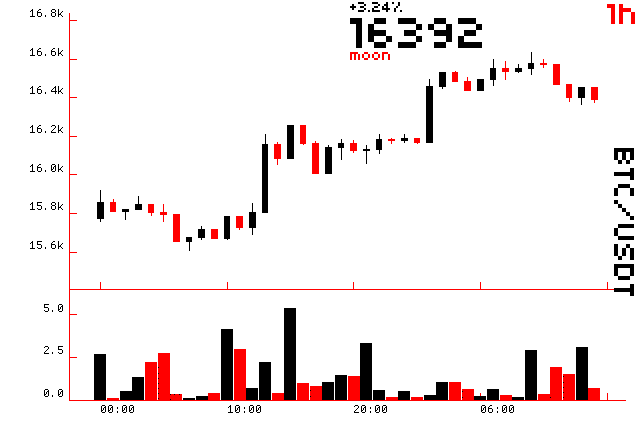 +3.24%
16392
moon
1h
BTC/USDT
16.8k
16.6k
16.4k
16.2k
16.0k
15.8k
15.6k
5.0
2.5
0.0
00:00 10:00 20:00 06:00